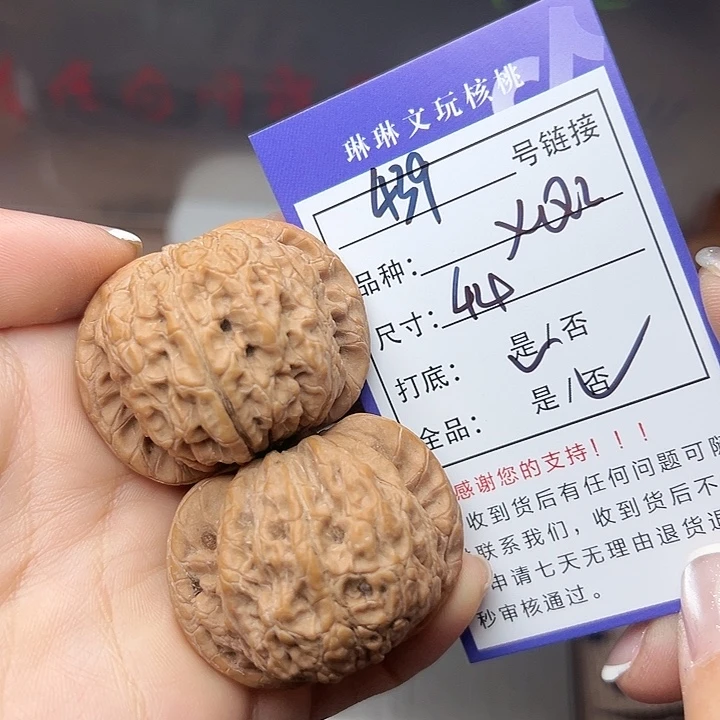 琳琳文玩核桃
439 号链接
品种:
尺寸: 44
打底: 是/否
全品: 是/否
感谢您的支持!!!
收到货后有任何问题可随
联系我们,收到货后不
申请七天无理由退货退
秒审核通过。